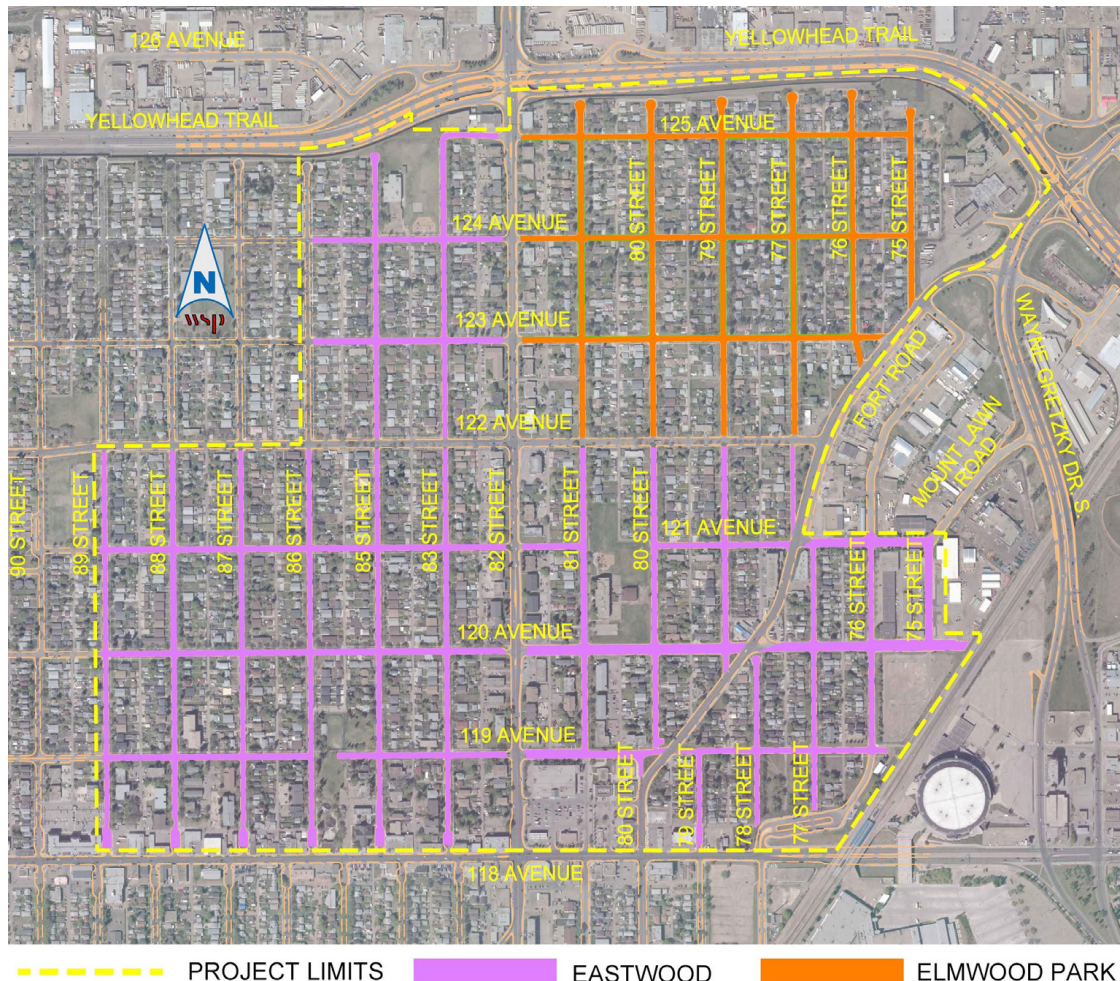 126 AVENUE
YELLOWHEAD TRAIL
YELLOWHEAD TRAIL
125 AVENUE
80 STREET
79 STREET
77 STREET
76 STREET
75 STREET
124 AVENUE
N
wsp
123 AVENUE
WAYNE GRETZKY DR. S
FORT ROAD
MOUNT LAWN
ROAD
122 AVENUE
90 STREET
89 STREET
88 STREET
87 STREET
86 STREET
85 STREET
83 STREET
82 STREET
81 STREET
80 STREET
121 AVENUE
76 STREET
75 STREET
120 AVENUE
119 AVENUE
80 STREET
79 STREET
78 STREET
77 STREET
118 AVENUE
PROJECT LIMITS
EASTWOOD
ELMWOOD PARK